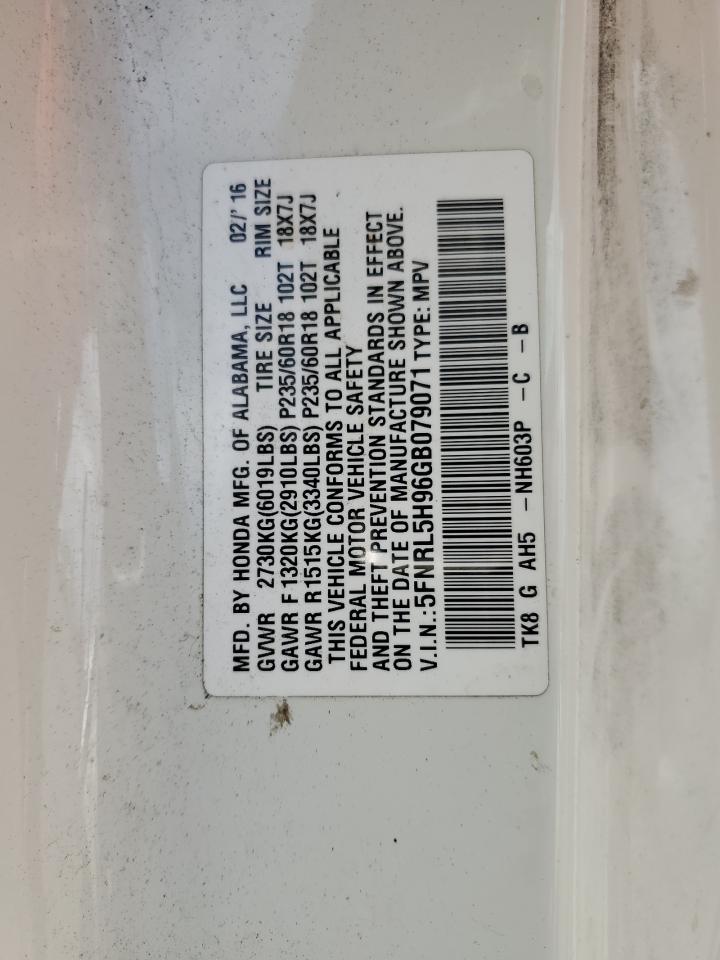 MFD. BY HONDA MFG. OF ALABAMA, LLC 02/'16
GVWR 2730KG(6019LBS) TIRE SIZE RIM SIZE
GAWR F 1320KG(2910LBS) P235/60R18 102T 18X7J
GAWR R1515KG(3340LBS) P235/60R18 102T 18X7J
THIS VEHICLE CONFORMS TO ALL APPLICABLE
FEDERAL MOTOR VEHICLE SAFETY
AND THEFT PREVENTION STANDARDS IN EFFECT
ON THE DATE OF MANUFACTURE SHOWN ABOVE.
V.I.N.:5FNRL5H96GB079071 TYPE: MPV
TK8 G AH5 -NH603P -C -B